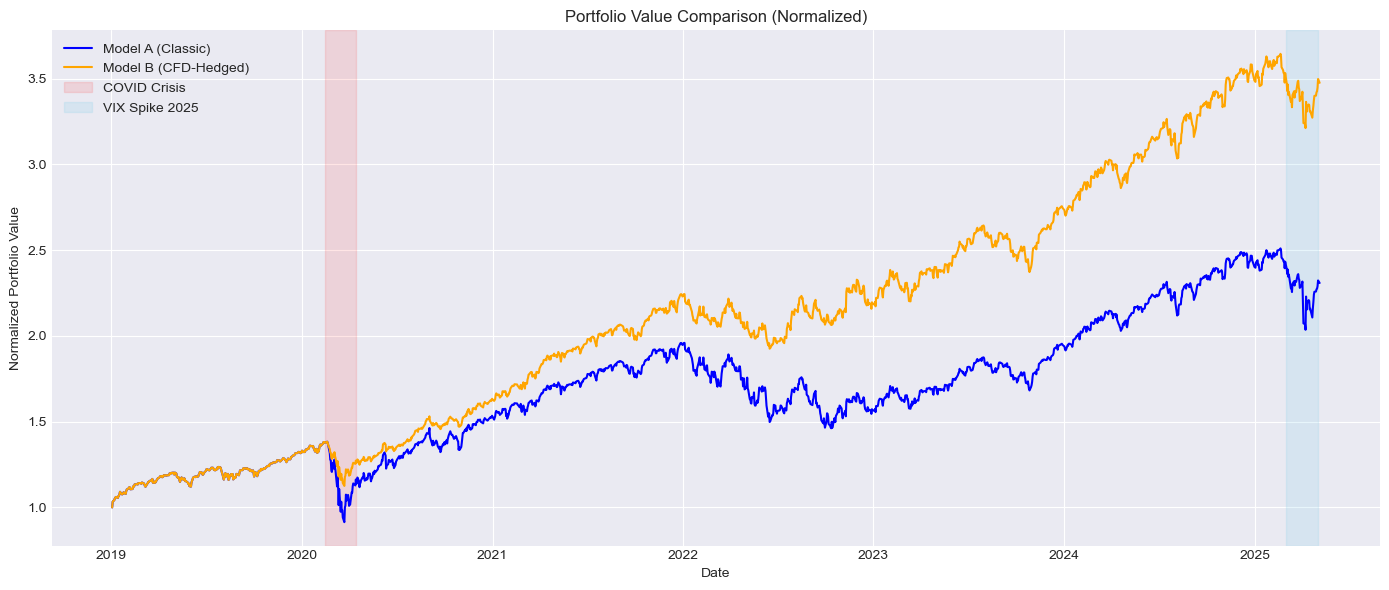 Portfolio Value Comparison (Normalized)
Model A (Classic)
Model B (CFD-Hedged)
COVID Crisis
VIX Spike 2025
Normalized Portfolio Value
3.5
3.0
2.5
2.0
1.5
1.0
2019 2020 2021 2022 2023 2024 2025
Date